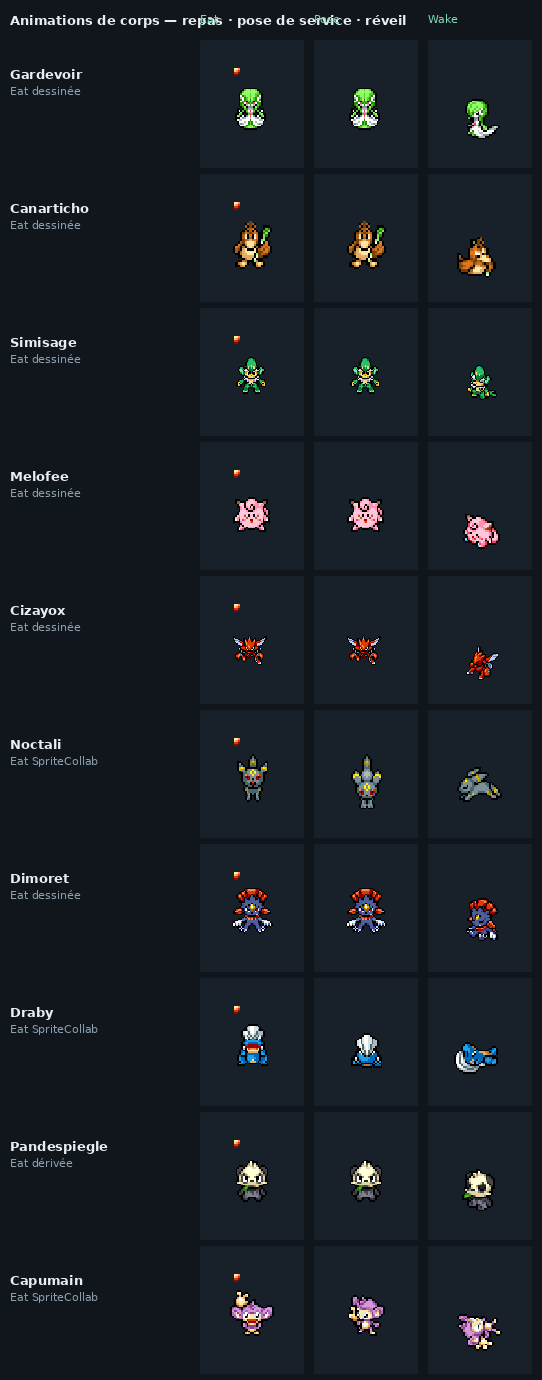 Animations de corps — repas · pose de service · réveil
Eat Pose Wake
Gardevoir
Eat dessinée
Canarticho
Eat dessinée
Simisage
Eat dessinée
Melofee
Eat dessinée
Cizayox
Eat dessinée
Noctali
Eat SpriteCollab
Dimoret
Eat dessinée
Draby
Eat SpriteCollab
Pandespiegle
Eat dérivée
Capumain
Eat SpriteCollab